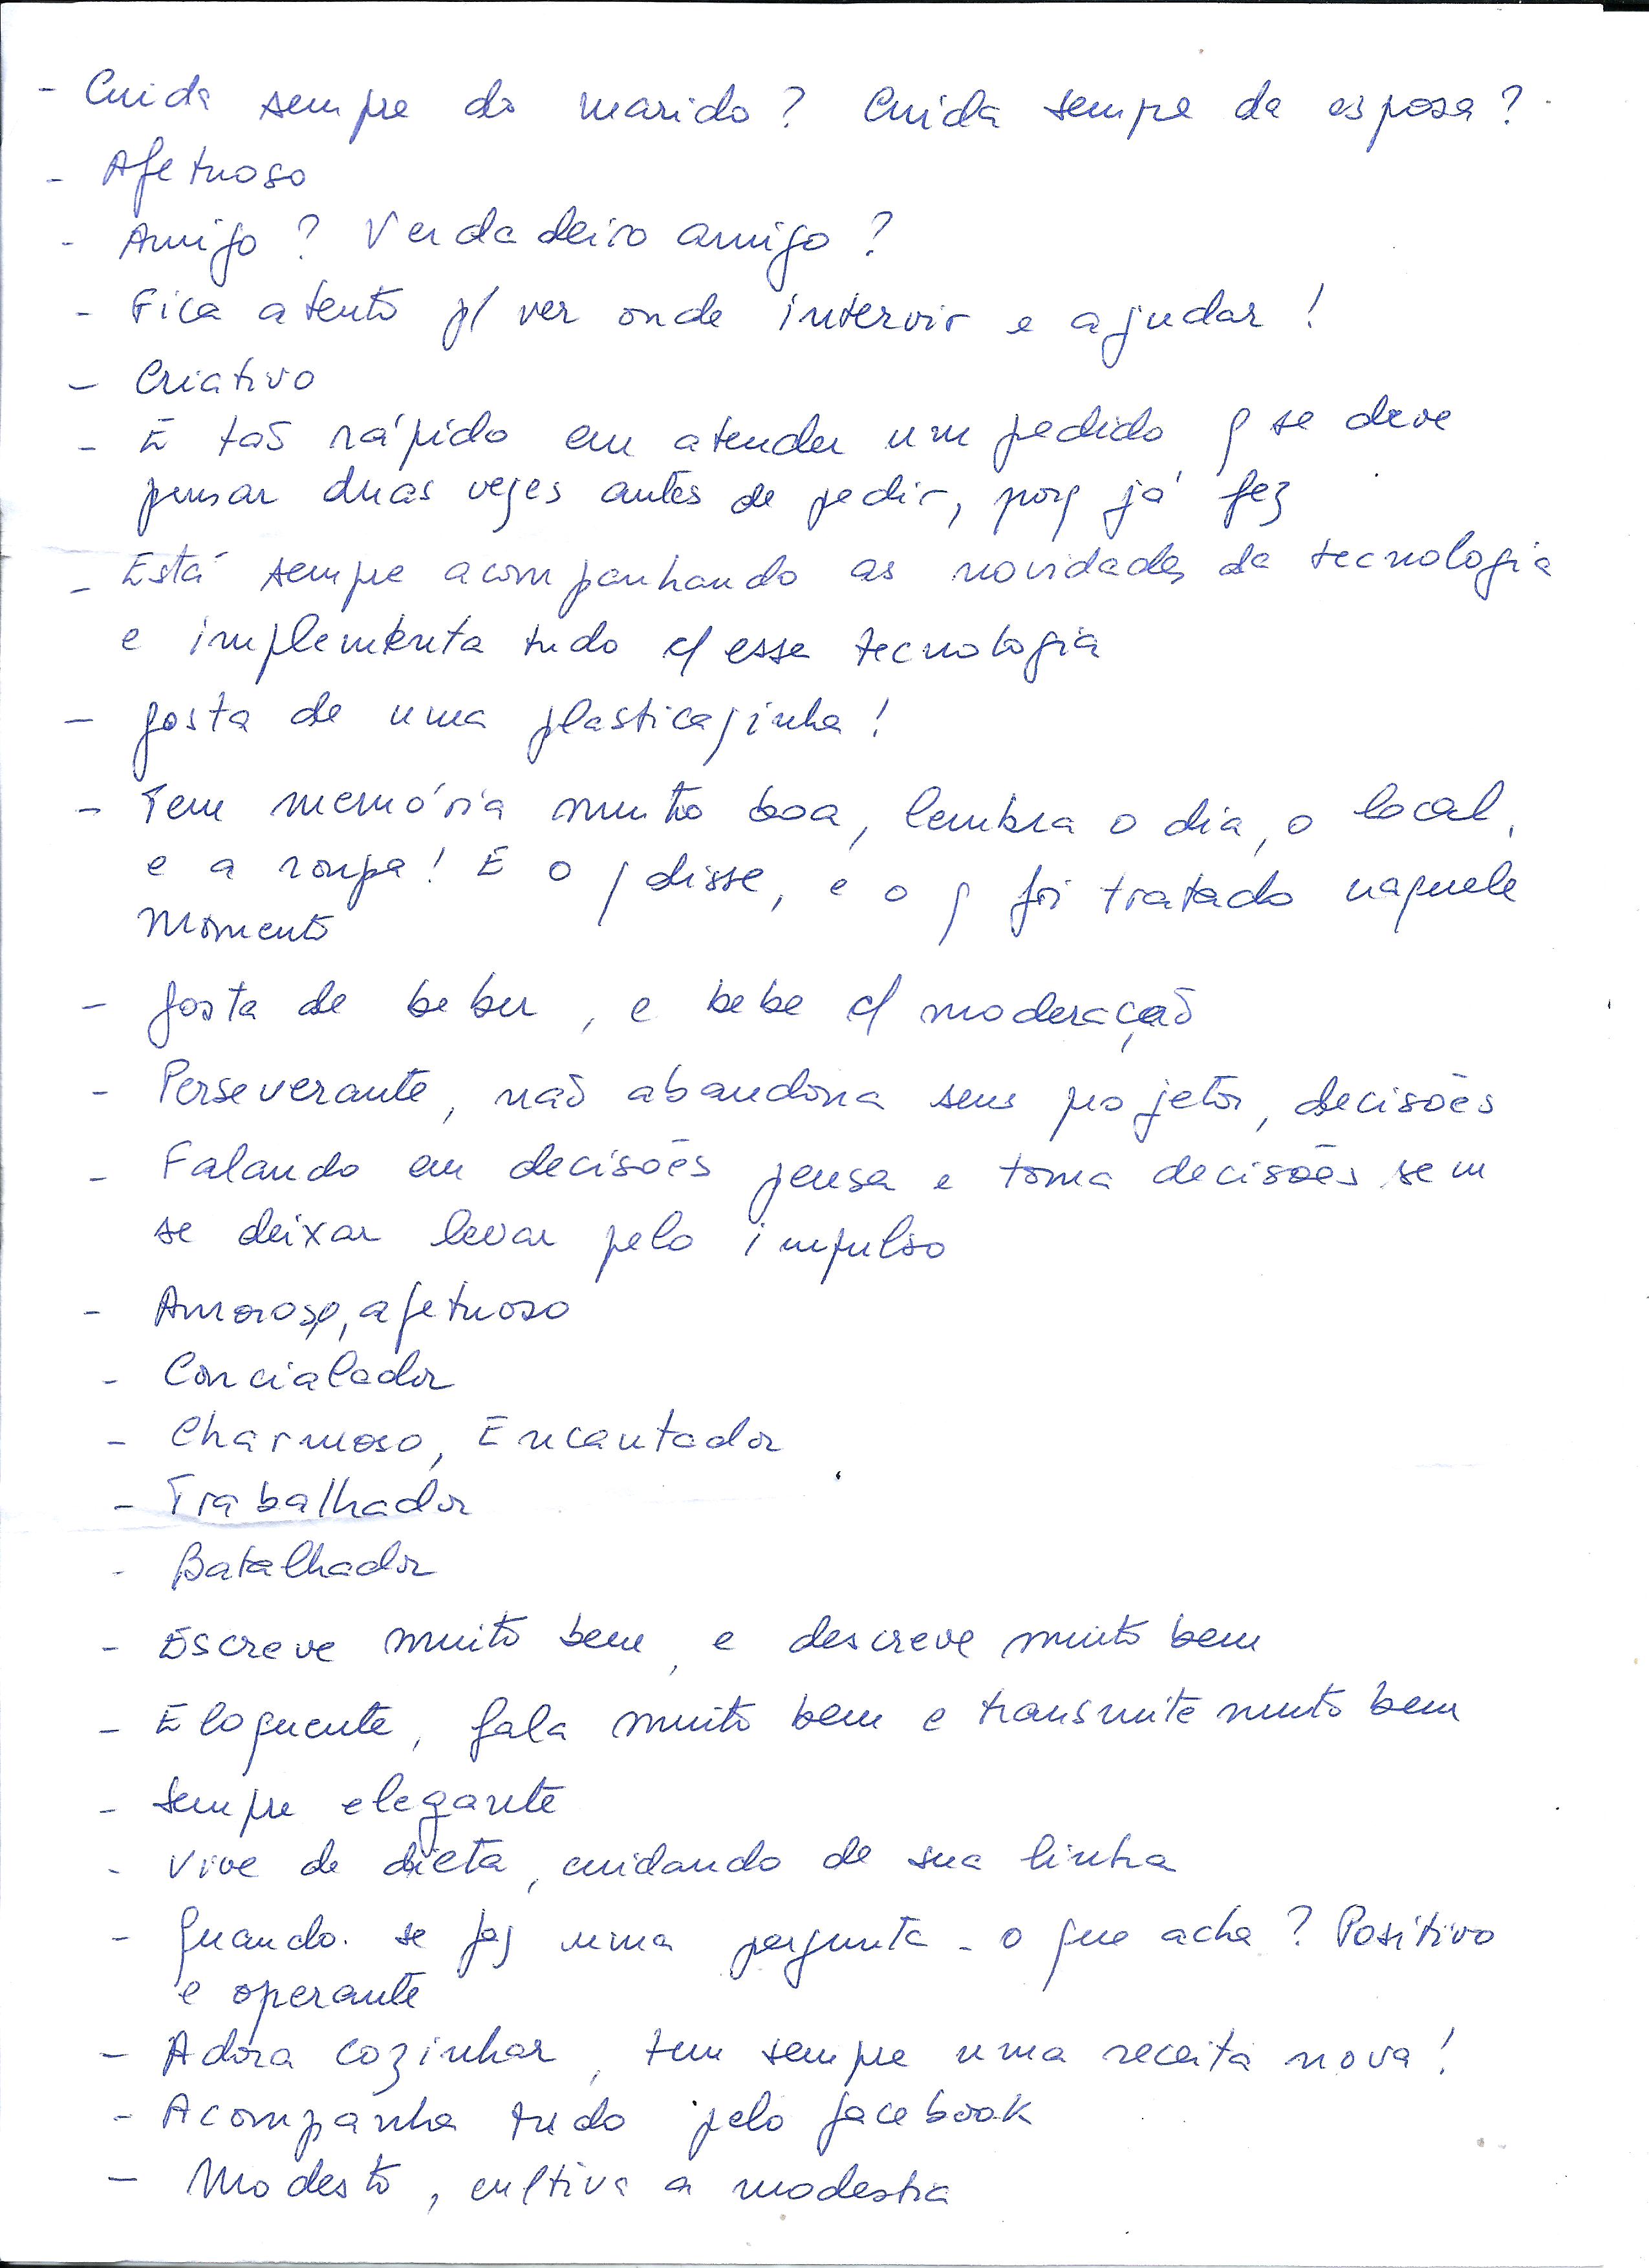 - Cuida sempre do marido? Cuida sempre da esposa?
- Afetuoso
- Amigo? Verdadeiro amigo?
- Fica atento p/ ver onde intervir e ajudar!
- Criativo
- É tão rápido em atender um pedido q se deve
pensar duas vezes antes de pedir, porq já fez
- Está sempre acompanhando as novidades da tecnologia
e implementa tudo c/ essa tecnologia
- gosta de uma plasticazinha!
- Tem memória muito boa, lembra o dia, o local,
e a roupa! E o q disse, e o q foi tratado naquele
momento
- gosta de beber, e bebe c/ moderação
- Perseverante, não abandona seus projetos, decisões
- Falando em decisões pensa e toma decisões sem
se deixar levar pelo impulso
- Amoroso, afetuoso
- Concialador
- Charmoso, Encantador
- Trabalhador
- Batalhador
- Escreve muito bem, e descreve muito bem
- Eloquente, fala muito bem e transmite muito bem
- sempre elegante
- Vive de dieta, cuidando de sua linha
- Quando se faz uma pergunta - o que acha? Positivo
e operante
- Adora cozinhar, tem sempre uma receita nova!
- Acompanha tudo pelo facebook
- Modesto, cultiva a modestia